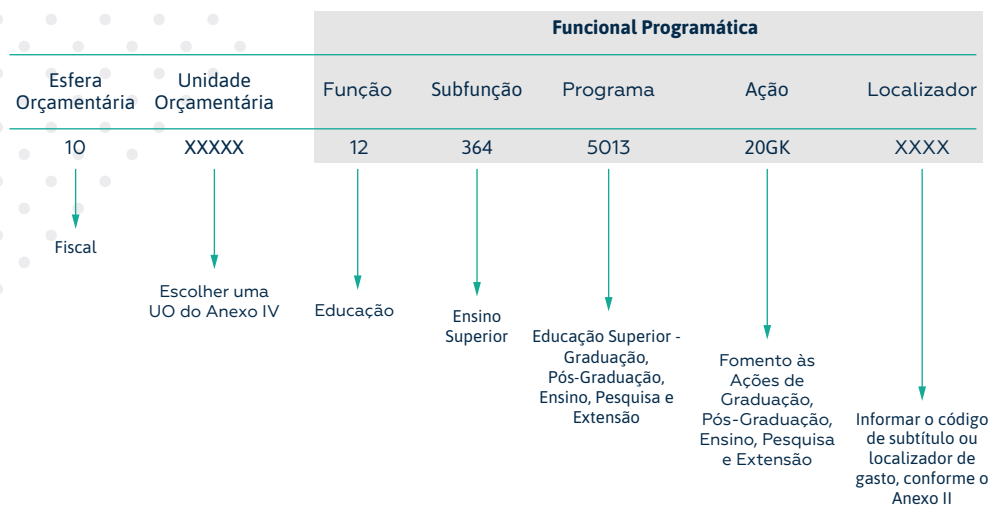 Funcional Programática
Esfera
Orçamentária
Unidade
Orçamentária
Função
Subfunção
Programa
Ação
Localizador
10
XXXXX
12
364
5013
20GK
XXXX
Fiscal
Escolher uma
UO do Anexo IV
Educação
Ensino
Superior
Educação Superior -
Graduação,
Pós-Graduação,
Ensino, Pesquisa e
Extensão
Fomento às
Ações de
Graduação,
Pós-Graduação,
Ensino, Pesquisa
e Extensão
Informar o código
de subtítulo ou
localizador de
gasto, conforme o
Anexo II